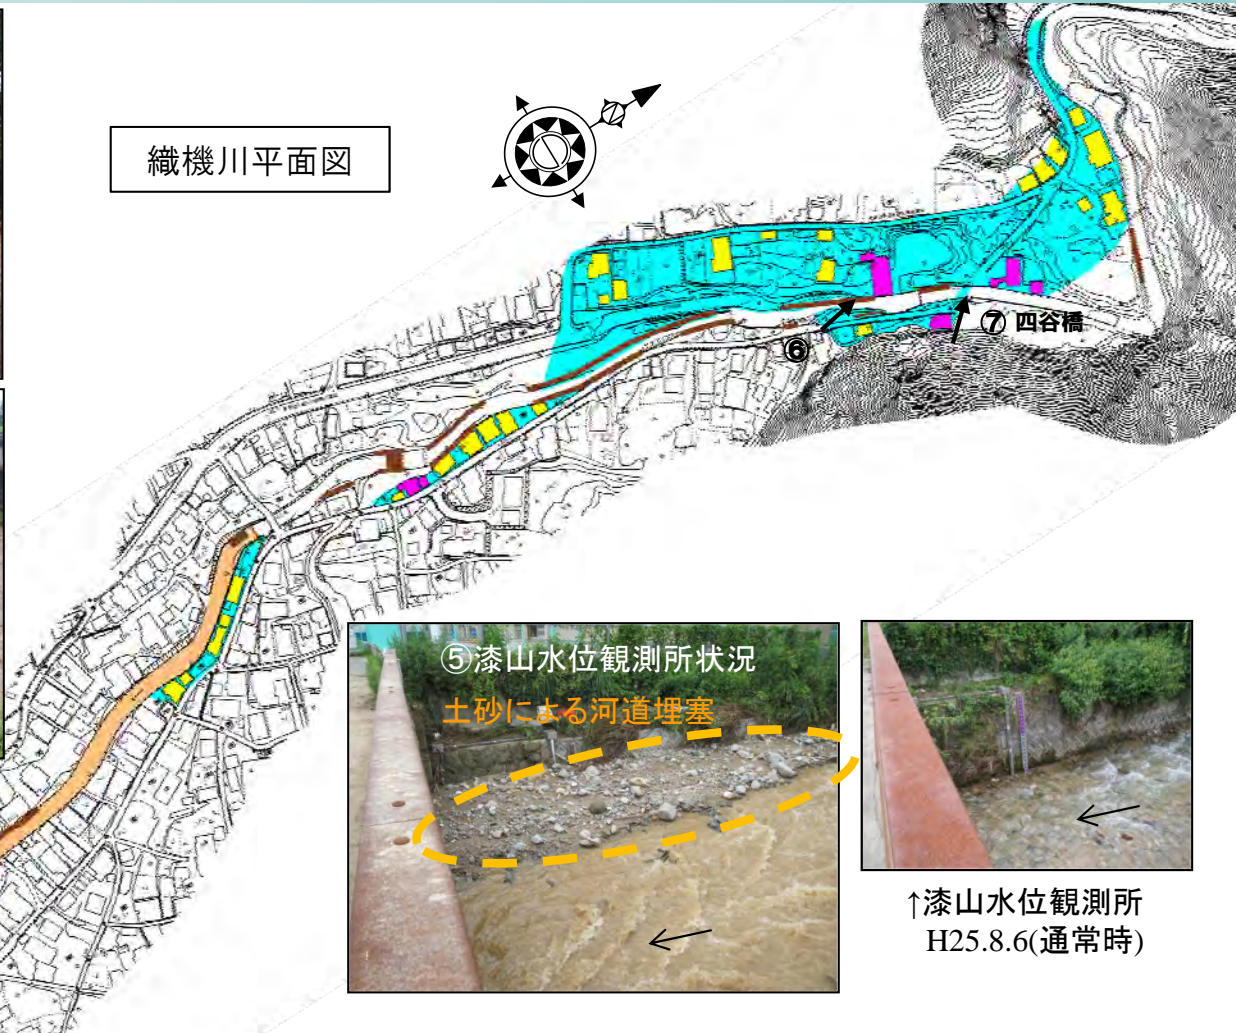 織機川平面図
⑥
⑦ 四谷橋
⑤漆山水位観測所状況
土砂による河道埋塞
↑漆山水位観測所
H25.8.6(通常時)